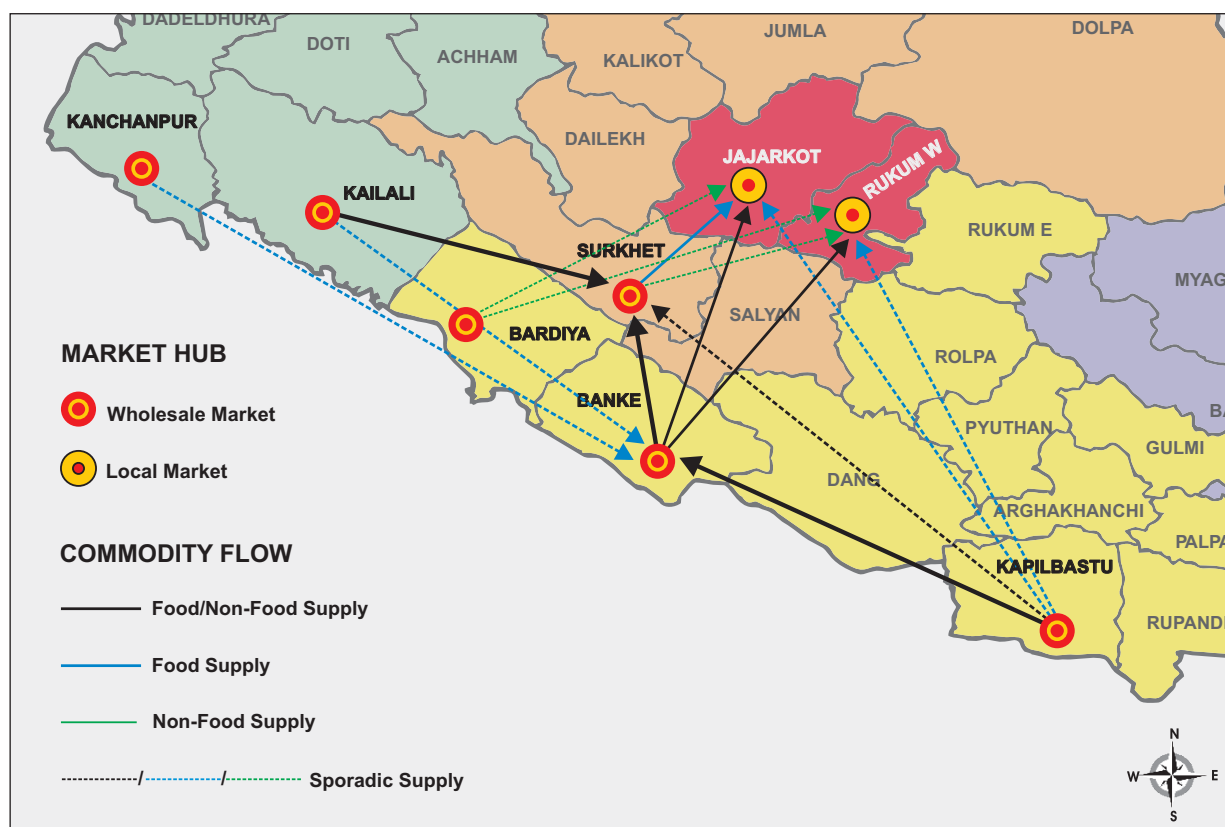 DADELDHURA
DOTI
ACHHAM
KALIKOT
JUMLA
DOLPA
KANCHANPUR
DAILEKH
JAJARKOT
RUKUM W
KAILALI
RUKUM E
SURKHET
MYAG
SALYAN
BARDIYA
ROLPA
BANKE
PYUTHAN
GULMI
DANG
ARGHAKHANCHI
PALPA
KAPILBASTU
RUPANDE
MARKET HUB
Wholesale Market
Local Market
COMMODITY FLOW
Food/Non-Food Supply
Food Supply
Non-Food Supply
/ / Sporadic Supply
N
W E
S